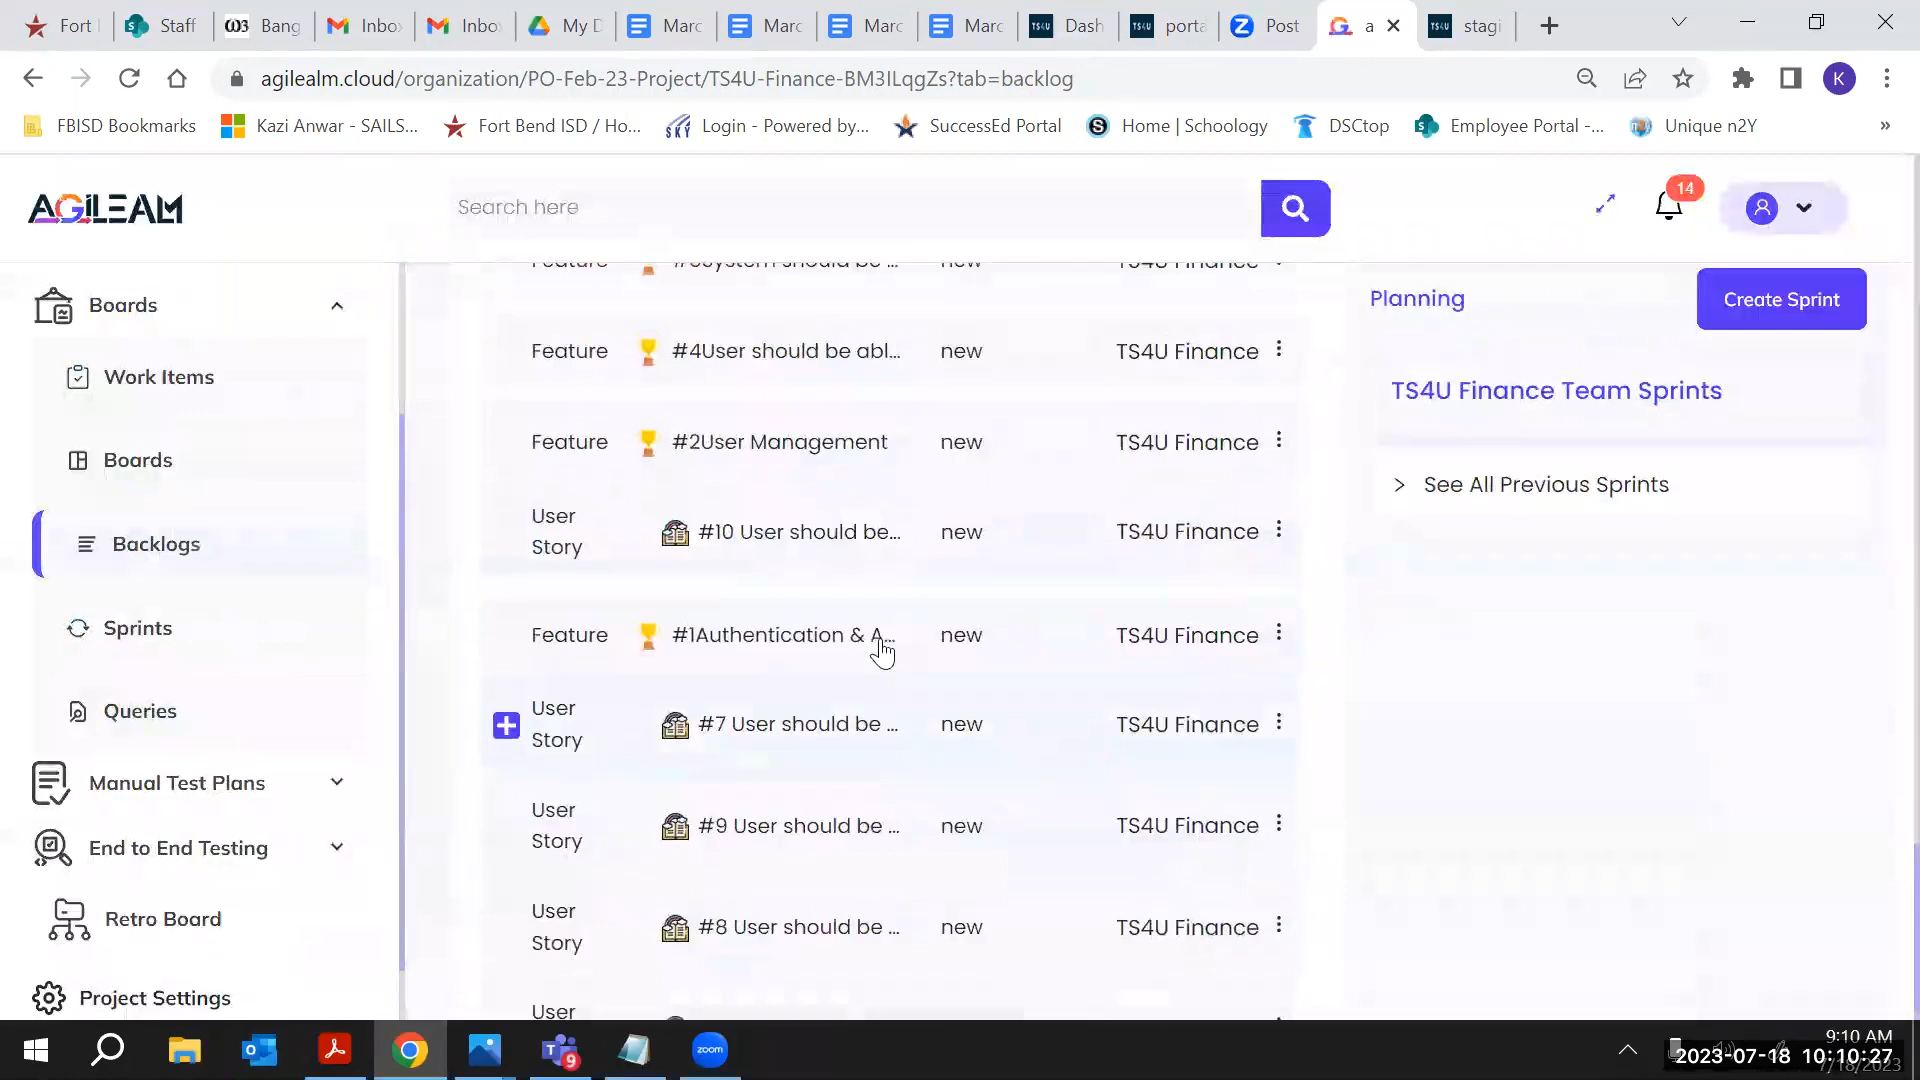 Fort
Staff
Bang
Inbo
Inbo
My D
Marc
Marc
Marc
Marc
TS4U Dash
TS4U porta
Post
a
TS4U stagi
agilealm.cloud/organization/PO-Feb-23-Project/TS4U-Finance-BM3ILqgZs?tab=backlog
K
FBISD Bookmarks
Kazi Anwar - SAILS...
Fort Bend ISD / Ho...
SKY Login - Powered by...
SuccessEd Portal
S Home | Schoology
DSCtop
Employee Portal -...
Unique n2Y
»
AGILEAM
Search here
14
Boards
Work Items
Boards
Backlogs
Sprints
Queries
Manual Test Plans
End to End Testing
Retro Board
Project Settings
Feature #4User should be abl... new TS4U Finance
Feature #2User Management new TS4U Finance
User Story #10 User should be... new TS4U Finance
Feature #1Authentication & A... new TS4U Finance
User Story #7 User should be ... new TS4U Finance
User Story #9 User should be ... new TS4U Finance
User Story #8 User should be ... new TS4U Finance
User
Planning
Create Sprint
TS4U Finance Team Sprints
See All Previous Sprints
9
zoom
9:10 AM
2023-07-18 10:10:27
7/18/2023